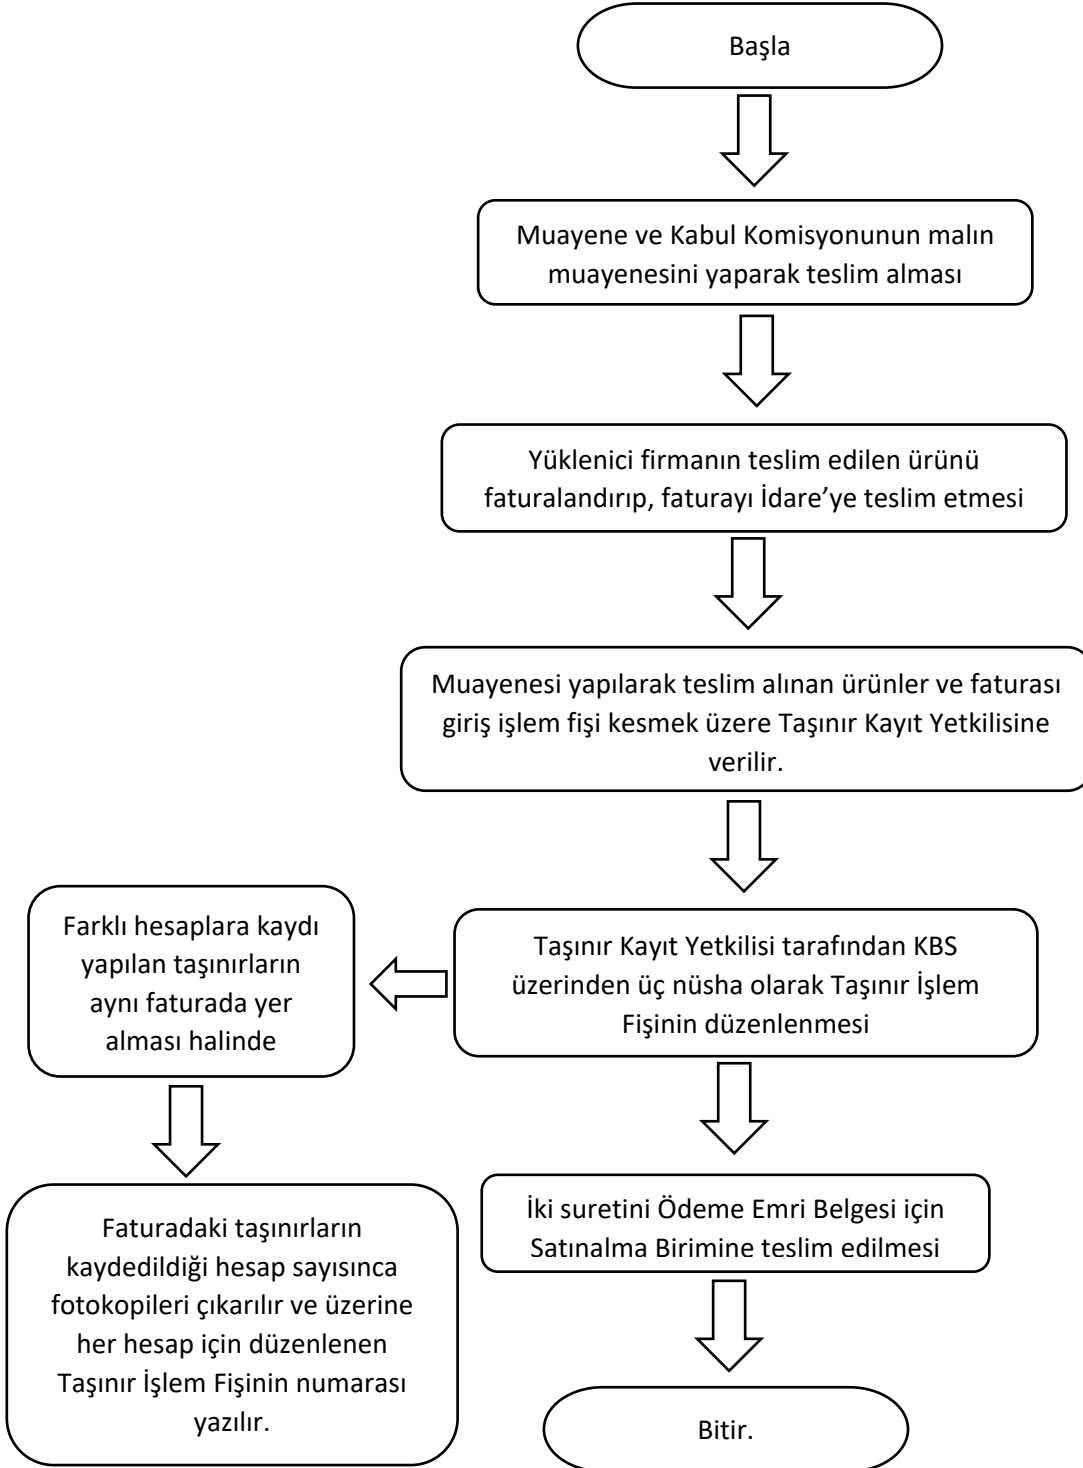 Başla
Muayene ve Kabul Komisyonunun malın
muayenesini yaparak teslim alması
Yüklenici firmanın teslim edilen ürünü
faturalandırıp, faturayı İdare’ye teslim etmesi
Muayenesi yapılarak teslim alınan ürünler ve faturası
giriş işlem fişi kesmek üzere Taşınır Kayıt Yetkilisine
verilir.
Taşınır Kayıt Yetkilisi tarafından KBS
üzerinden üç nüsha olarak Taşınır İşlem
Fişinin düzenlenmesi
Farklı hesaplara kaydı
yapılan taşınırların
aynı faturada yer
alması halinde
Faturadaki taşınırların
kaydedildiği hesap sayısınca
fotokopileri çıkarılır ve üzerine
her hesap için düzenlenen
Taşınır İşlem Fişinin numarası
yazılır.
İki suretini Ödeme Emri Belgesi için
Satınalma Birimine teslim edilmesi
Bitir.